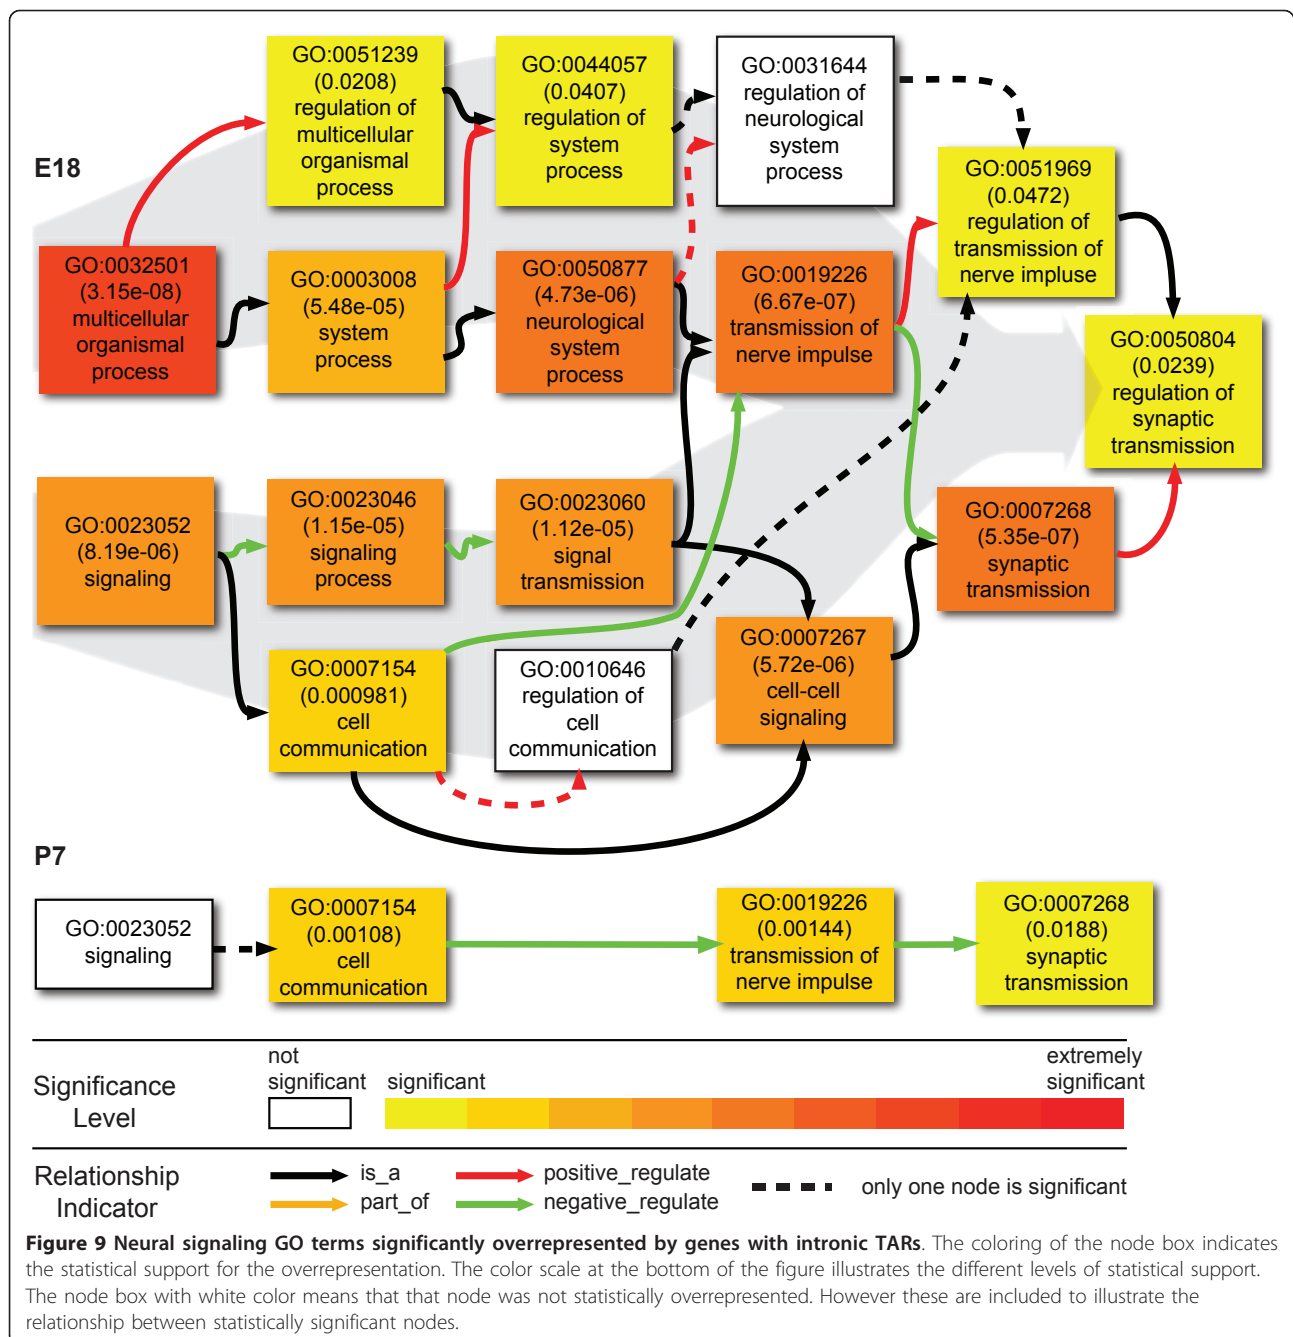 E18
GO:0051239
(0.0208)
regulation of
multicellular
organismal
process
GO:0044057
(0.0407)
regulation of
system
process
GO:0031644
regulation of
neurological
system
process
GO:0051969
(0.0472)
regulation of
transmission of
nerve impluse
GO:0032501
(3.15e-08)
multicellular
organismal
process
GO:0003008
(5.48e-05)
system
process
GO:0050877
(4.73e-06)
neurological
system
process
GO:0019226
(6.67e-07)
transmission of
nerve impulse
GO:0050804
(0.0239)
regulation of
synaptic
transmission
GO:0023052
(8.19e-06)
signaling
GO:0023046
(1.15e-05)
signaling
process
GO:0023060
(1.12e-05)
signal
transmission
GO:0007268
(5.35e-07)
synaptic
transmission
GO:0007154
(0.000981)
cell
communication
GO:0010646
regulation of
cell
communication
GO:0007267
(5.72e-06)
cell-cell
signaling
P7
GO:0023052
signaling
GO:0007154
(0.00108)
cell
communication
GO:0019226
(0.00144)
transmission of
nerve impulse
GO:0007268
(0.0188)
synaptic
transmission
Significance
Level
not
significant
significant
extremely
significant
Relationship
Indicator
is_a
part_of
positive_regulate
negative_regulate
only one node is significant
Figure 9 Neural signaling GO terms significantly overrepresented by genes with intronic TARs. The coloring of the node box indicates
the statistical support for the overrepresentation. The color scale at the bottom of the figure illustrates the different levels of statistical support.
The node box with white color means that that node was not statistically overrepresented. However these are included to illustrate the
relationship between statistically significant nodes.